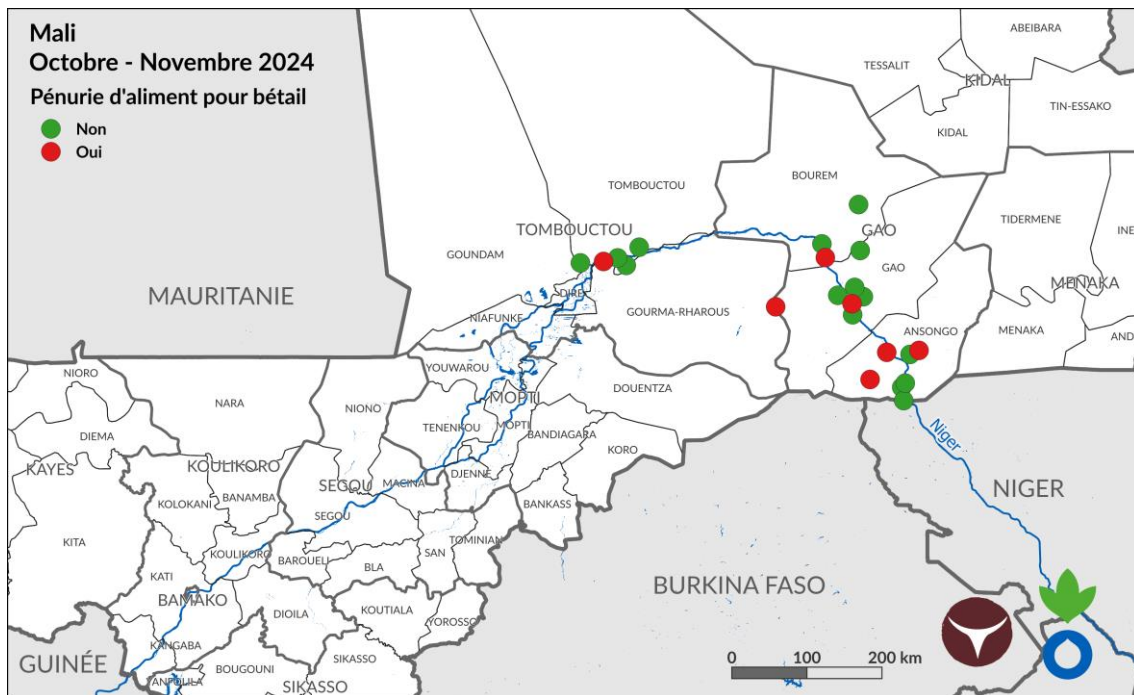 Mali
Octobre - Novembre 2024
Pénurie d'aliment pour bétail
Non
Oui
ABEIBARA
TESSALIT
KIDAL
TIN-ESSAKO
KIDAL
BOUREM
TOMBOUCTOU
TIDERMENE
TOMBOUCTOU
GAO
INE
GOUNDAM
GAO
MENAKA
MAURITANIE
DIRE
GOURMA-RHAROUS
NIAFUNKE
ANSONGO
MENAKA
AND
YOUWAROU
NIORO
DOUENTZA
NARA
NIONO
MOPTI
TENENKOU
MOPTI
DIEMA
BANDIAGARA
Niger
KORO
KAYES
KOULIKORO
DJENNE
SEGOU
MACINA
NIGER
BANAMBA
KOLOKANI
BANKASS
SEGOU
KITA
TOMINIAN
KOULIKORO
SAN
BAROUELI
BLA
KATI
BURKINA FASO
BAMAKO
DIOILA
KOUTIALA
YOROSSO
KANGABA
GUINÉE
BOUGOUNI
SIKASSO
SIKASSO
0 100 200 km